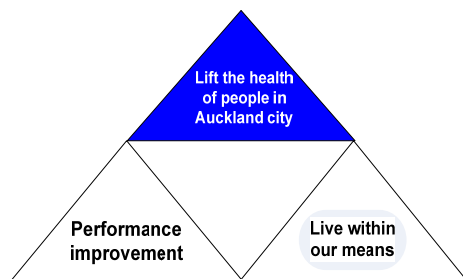 Lift the health
of people in
Auckland city
Performance
improvement
Live within
our means